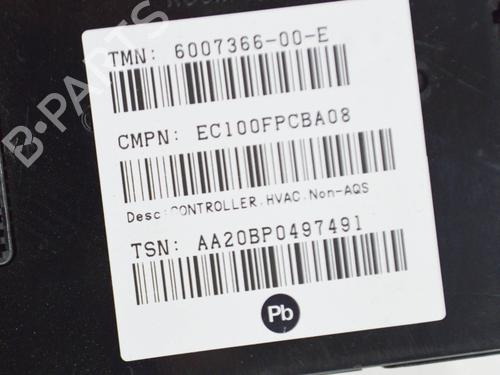 TMN: 6007366-00-E
CMPN: EC100FPCBA08
Desc:CONTROLLER,HVAC,Non-AQS
TSN: AA20BP0497491
Pb
B-PARTS